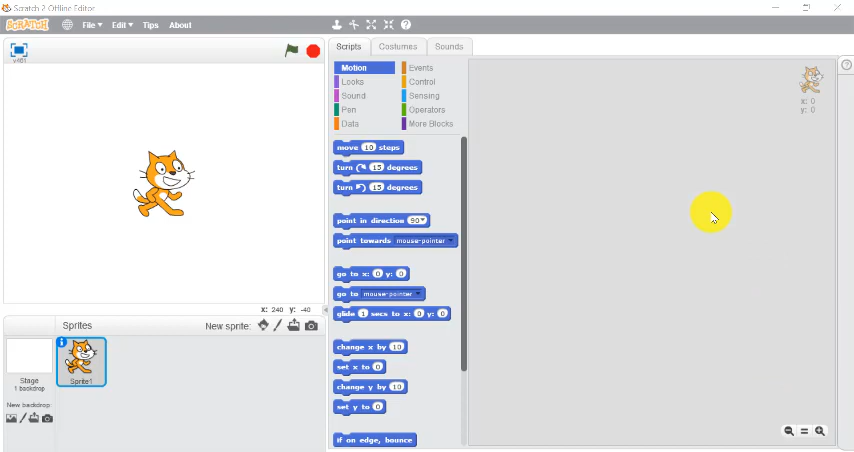 Scratch 2 Offline Editor
SCRATCH File Edit Tips About
v461
Scripts Costumes Sounds
Motion Events
Looks Control
Sound Sensing
Pen Operators
Data More Blocks
x: 0
y: 0
move 10 steps
turn 15 degrees
turn 15 degrees
point in direction 90
point towards mouse-pointer
go to x: 0 y: 0
go to mouse-pointer
glide 1 secs to x: 0 y: 0
change x by 10
set x to 0
change y by 10
set y to 0
if on edge, bounce
x: 240 y: -40
Sprites New sprite:
Stage
1 backdrop
Sprite1
New backdrop: